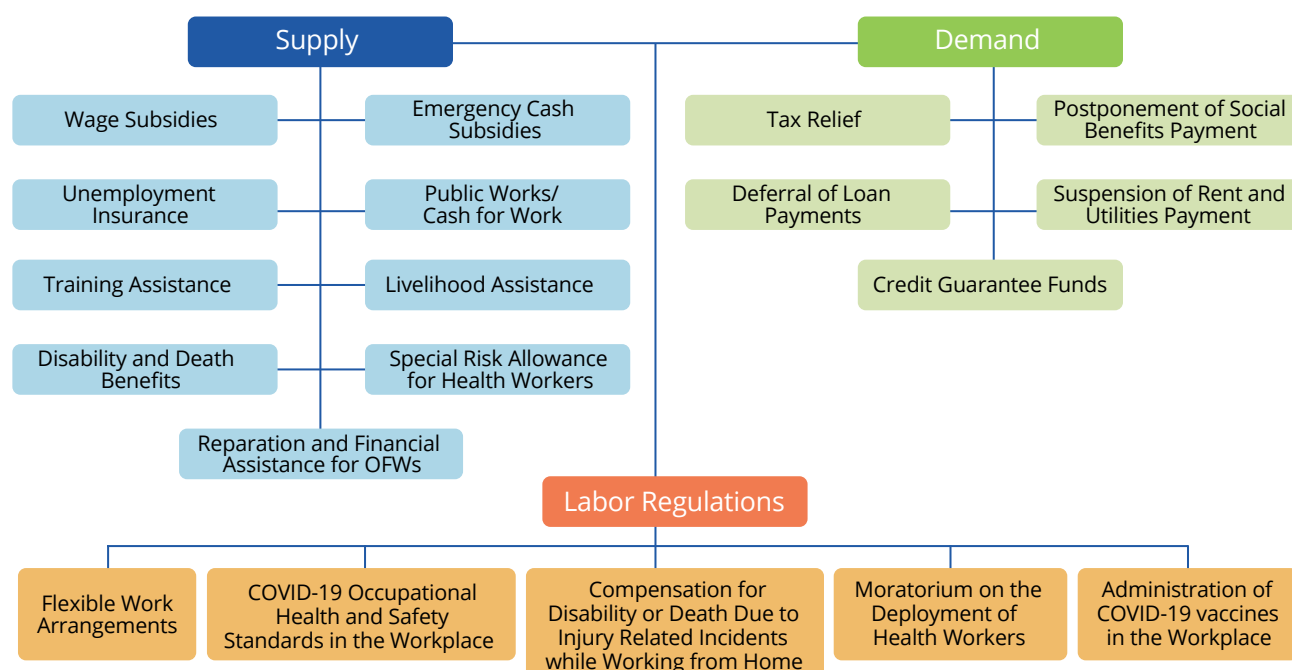 Supply
Demand
Wage Subsidies
Emergency Cash
Subsidies
Tax Relief
Postponement of Social
Benefits Payment
Unemployment
Insurance
Public Works/
Cash for Work
Deferral of Loan
Payments
Suspension of Rent and
Utilities Payment
Training Assistance
Livelihood Assistance
Credit Guarantee Funds
Disability and Death
Benefits
Special Risk Allowance
for Health Workers
Reparation and Financial
Assistance for OFWs
Labor Regulations
Flexible Work
Arrangements
COVID-19 Occupational
Health and Safety
Standards in the Workplace
Compensation for
Disability or Death Due to
Injury Related Incidents
while Working from Home
Moratorium on the
Deployment of
Health Workers
Administration of
COVID-19 vaccines
in the Workplace